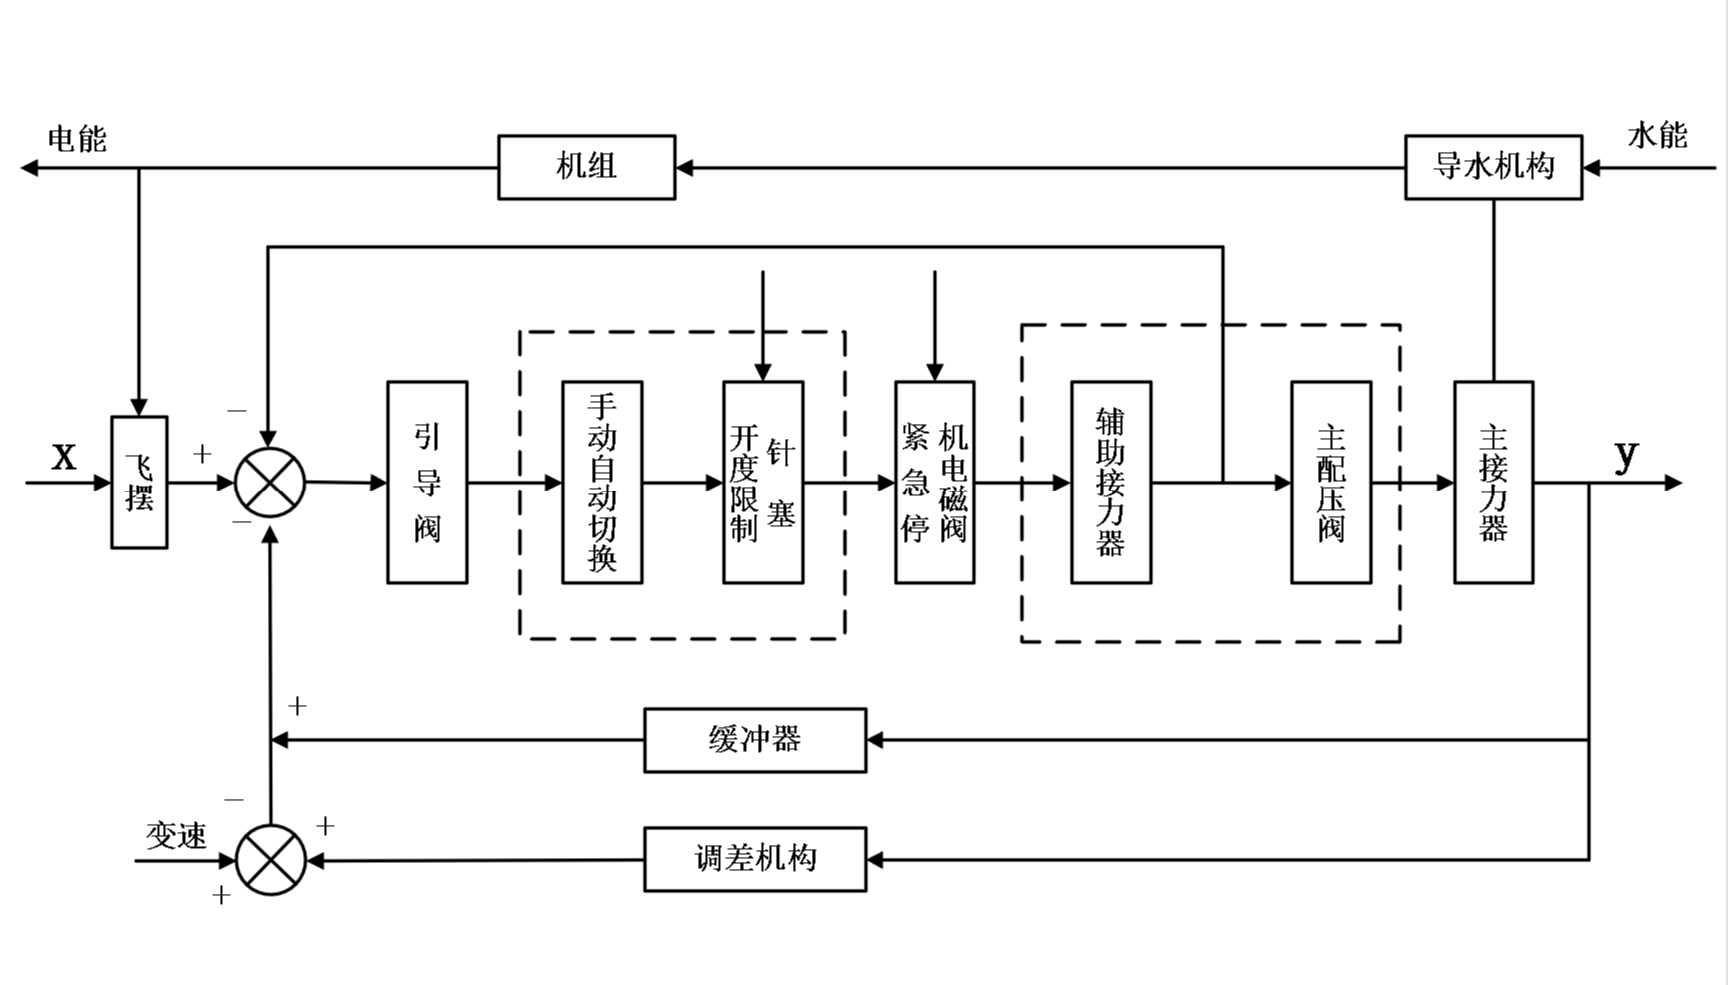 电能
机组
导水机构
水能
x
飞摆
+
−
−
引导阀
手动自动切换
开度限制
针塞
紧急停
机电磁阀
辅助接力器
主配压阀
主接力器
y
+
缓冲器
−
变速
+
+
调差机构